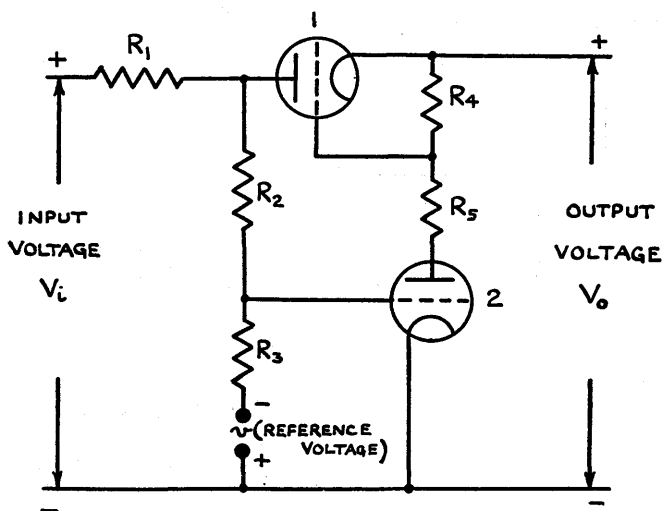 1
+
R1
+
R4
R2
R5
INPUT
VOLTAGE
Vi
OUTPUT
VOLTAGE
Vo
2
R3
-
v (REFERENCE
VOLTAGE)
+
-
-